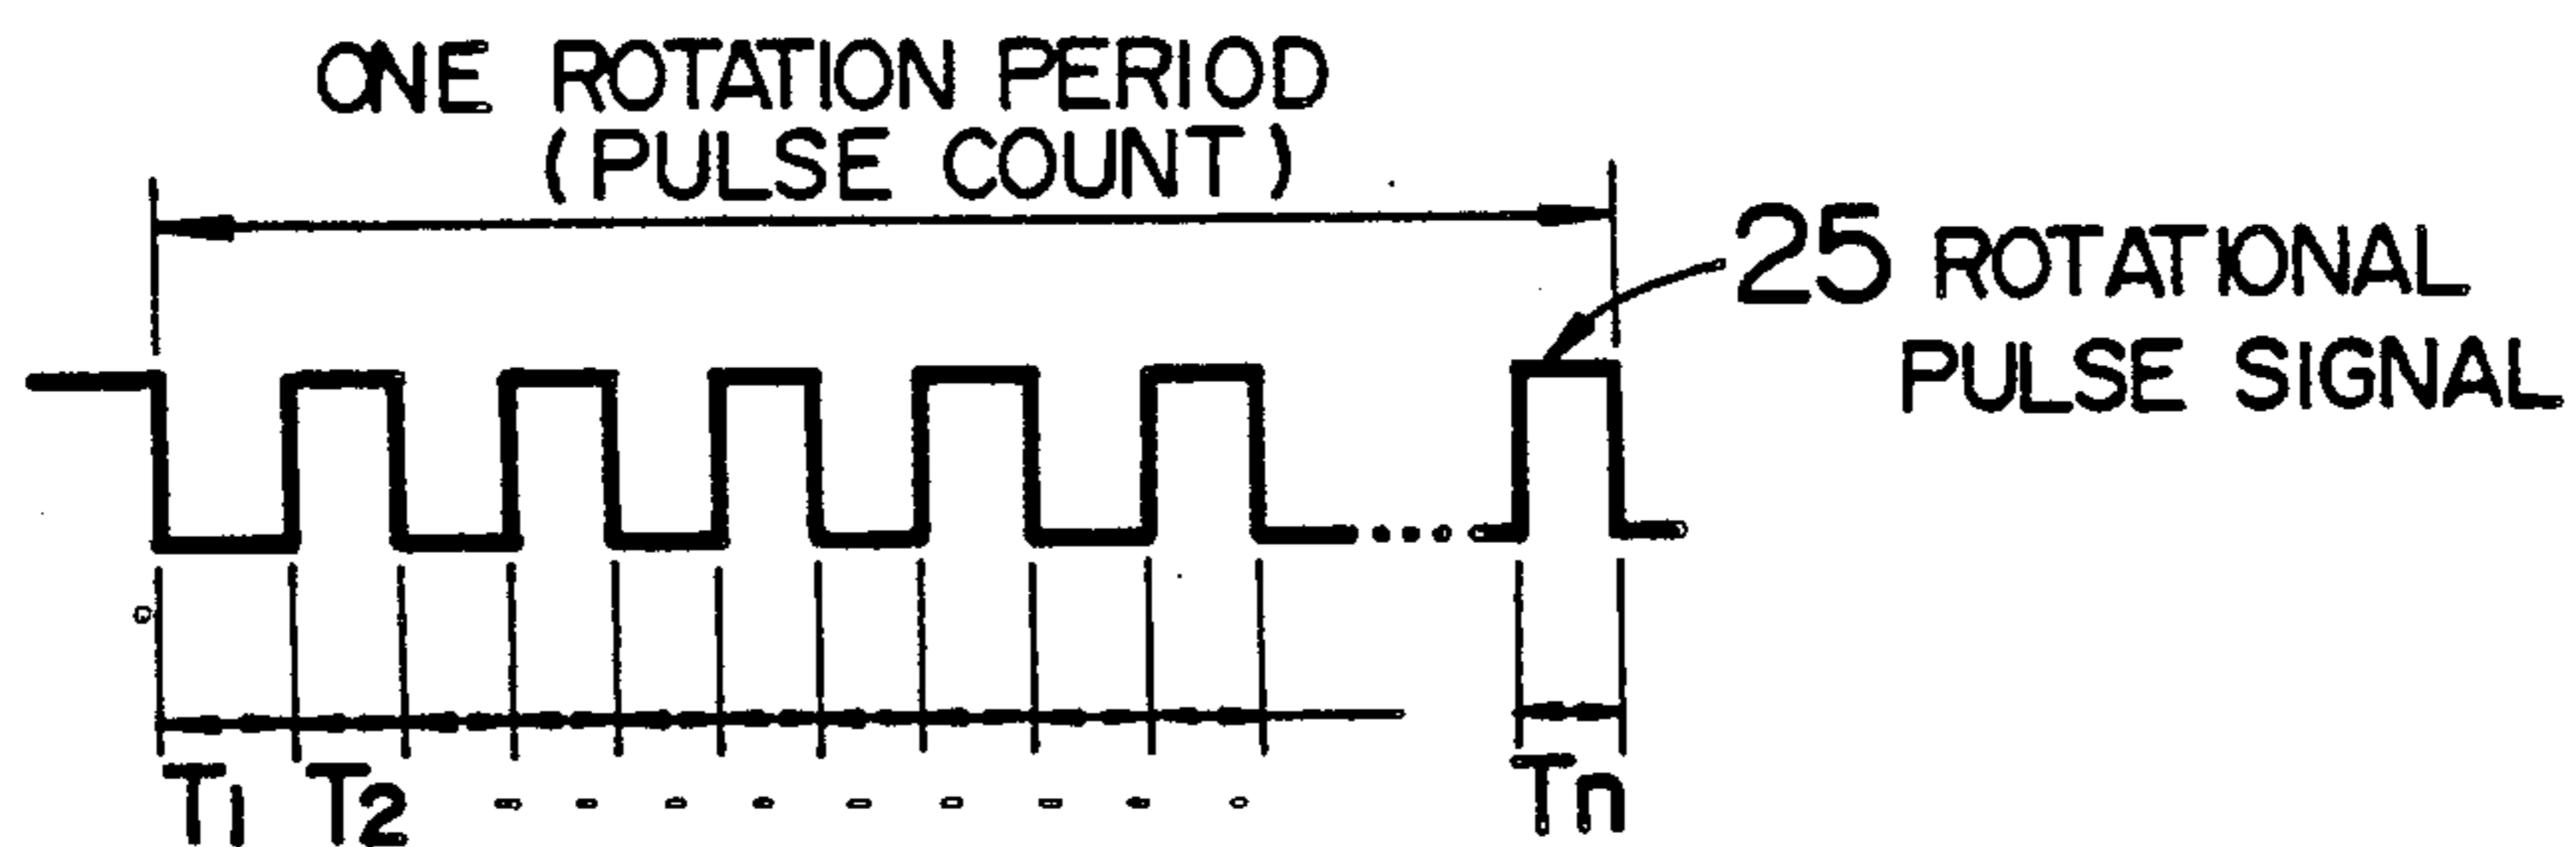 ONE ROTATION PERIOD
(PULSE COUNT)
25 ROTATIONAL
PULSE SIGNAL
T1 T2 Tn